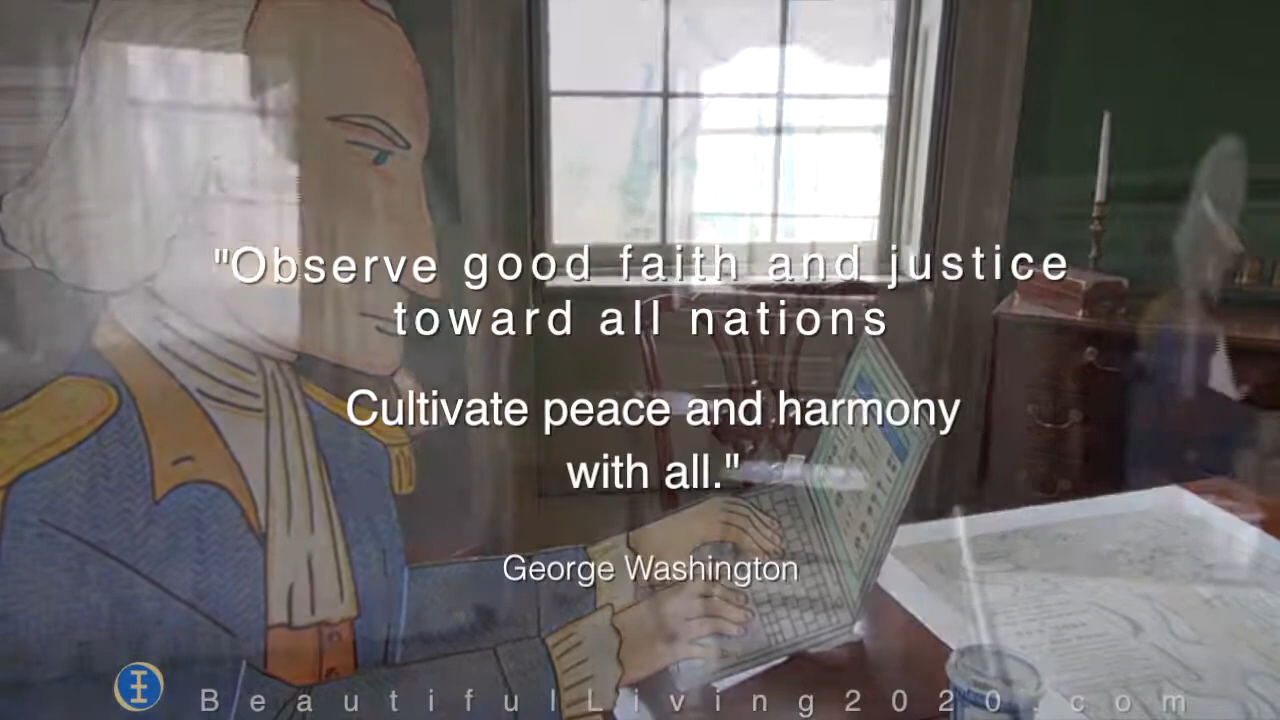 "Observe good faith and justice
toward all nations
Cultivate peace and harmony
with all."
George Washington
BeautifulLiving2020.com